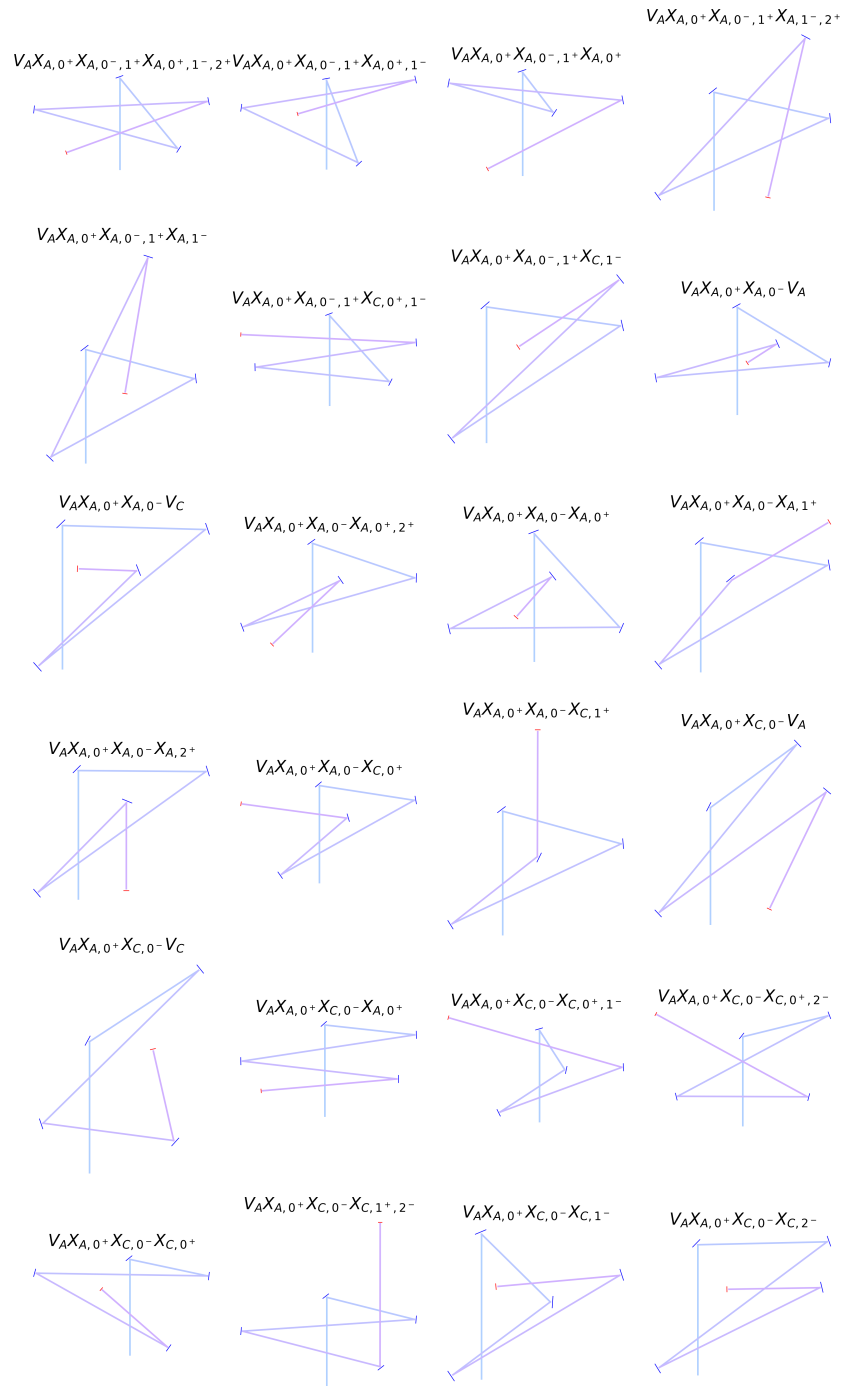 V_A X_{A,0^+} X_{A,0^-,1^+} X_{A,0^+,1^-,2^+}
V_A X_{A,0^+} X_{A,0^-,1^+} X_{A,0^+,1^-}
V_A X_{A,0^+} X_{A,0^-,1^+} X_{A,0^+}
V_A X_{A,0^+} X_{A,0^-,1^+} X_{A,1^-,2^+}
V_A X_{A,0^+} X_{A,0^-,1^+} X_{A,1^-}
V_A X_{A,0^+} X_{A,0^-,1^+} X_{C,0^+,1^-}
V_A X_{A,0^+} X_{A,0^-,1^+} X_{C,1^-}
V_A X_{A,0^+} X_{A,0^-} V_A
V_A X_{A,0^+} X_{A,0^-} V_C
V_A X_{A,0^+} X_{A,0^-} X_{A,0^+,2^+}
V_A X_{A,0^+} X_{A,0^-} X_{A,0^+}
V_A X_{A,0^+} X_{A,0^-} X_{A,1^+}
V_A X_{A,0^+} X_{A,0^-} X_{A,2^+}
V_A X_{A,0^+} X_{A,0^-} X_{C,0^+}
V_A X_{A,0^+} X_{A,0^-} X_{C,1^+}
V_A X_{A,0^+} X_{C,0^-} V_A
V_A X_{A,0^+} X_{C,0^-} V_C
V_A X_{A,0^+} X_{C,0^-} X_{A,0^+}
V_A X_{A,0^+} X_{C,0^-} X_{C,0^+,1^-}
V_A X_{A,0^+} X_{C,0^-} X_{C,0^+,2^-}
V_A X_{A,0^+} X_{C,0^-} X_{C,0^+}
V_A X_{A,0^+} X_{C,0^-} X_{C,1^+,2^-}
V_A X_{A,0^+} X_{C,0^-} X_{C,1^-}
V_A X_{A,0^+} X_{C,0^-} X_{C,2^-}